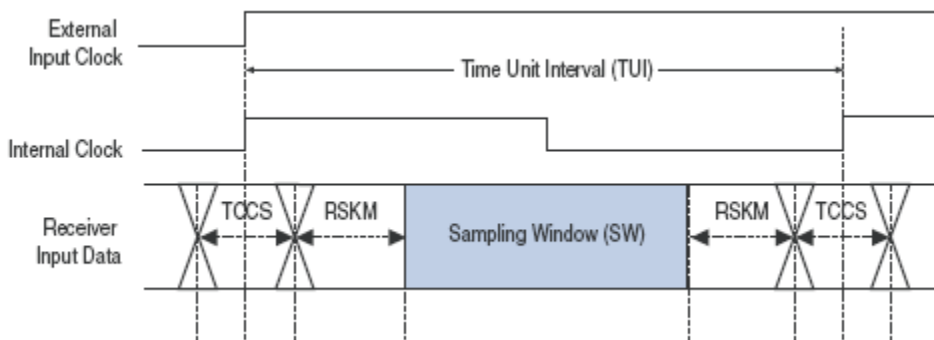 External
Input Clock
Time Unit Interval (TUI)
Internal Clock
Receiver
Input Data
TCCS
RSKM
Sampling Window (SW)
RSKM
TCCS